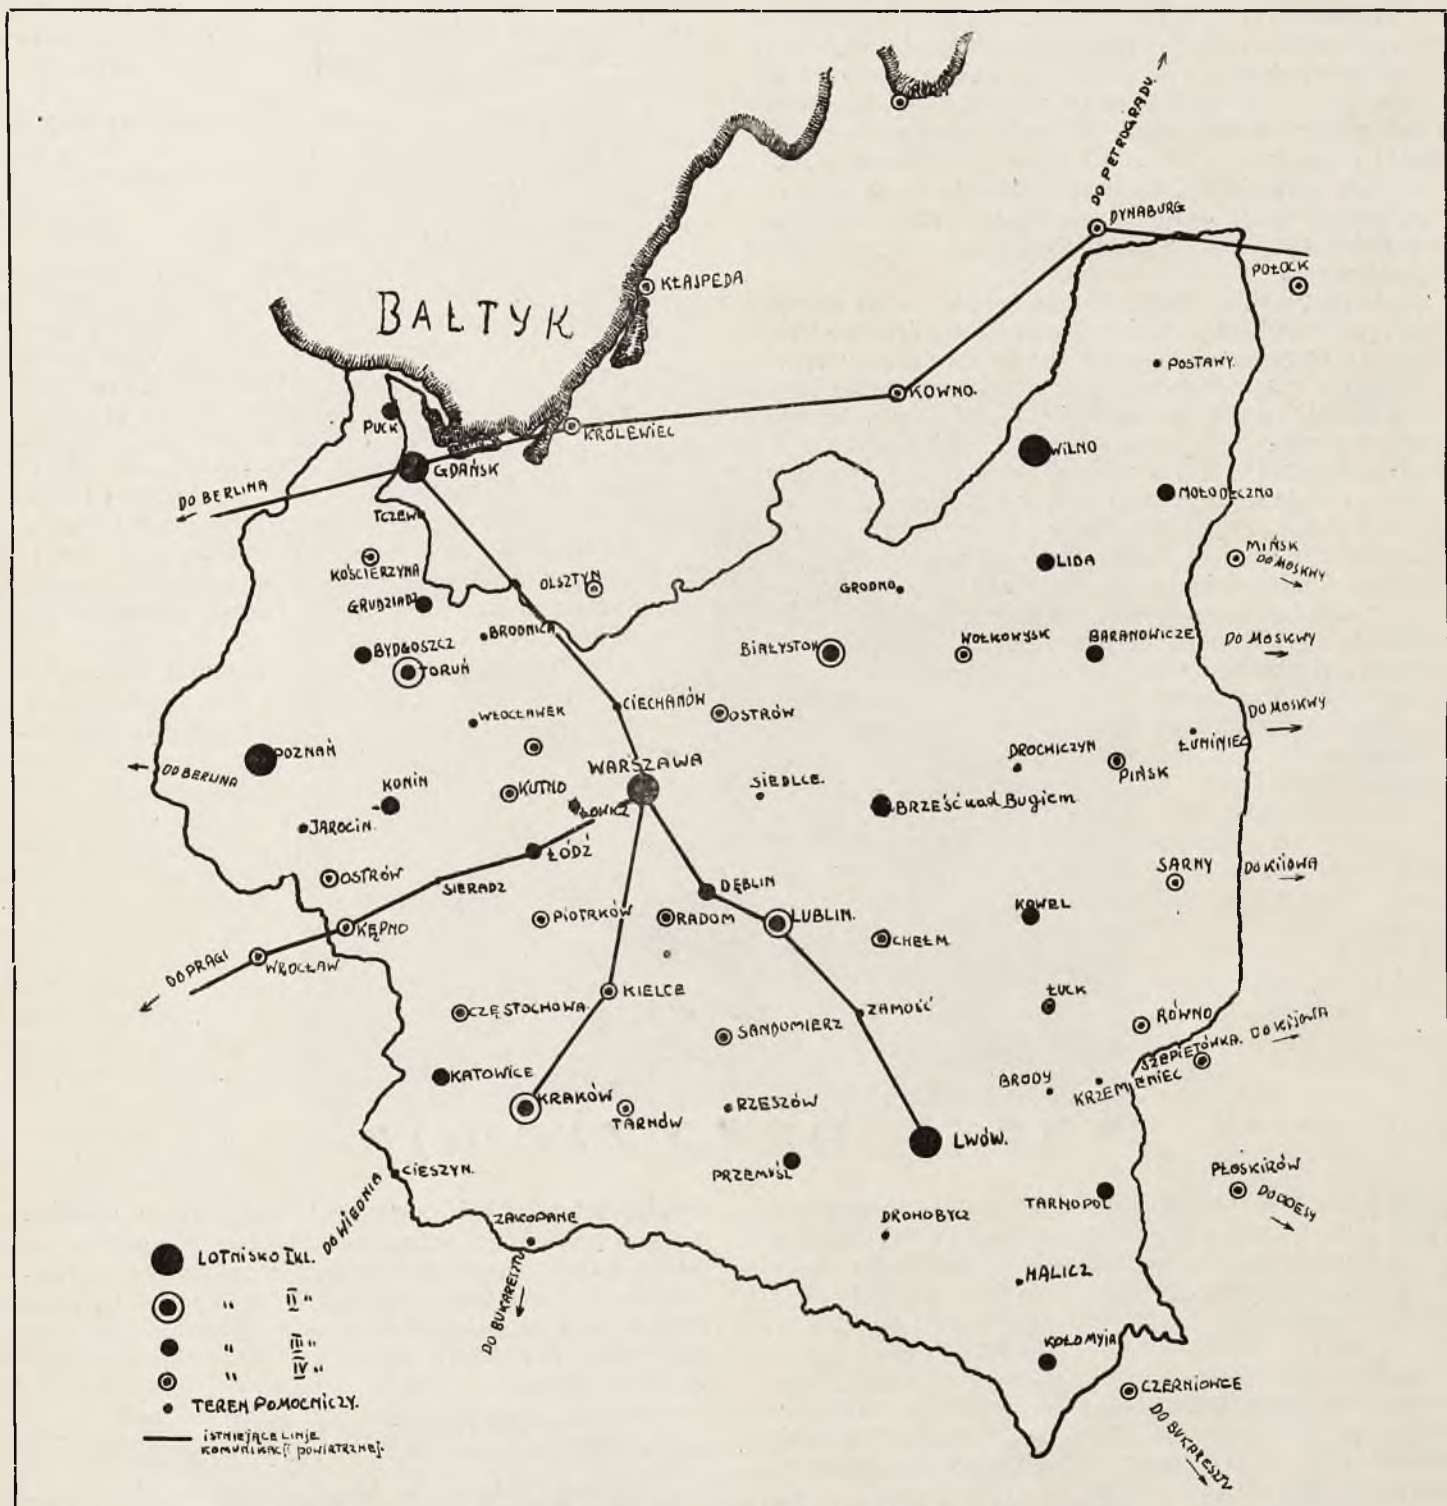 DO PETROGRADU.
DYNABURG
POŁOCK
KŁAJPEDA
BAŁTYK
POSTAWY.
KOWNO.
PUCK
KRÓLEWIEC
GDAŃSK
WILNO
DO BERLINA
MOŁODECZNO
TCZEW
KOŚCIERZYNA
OLSZTYN
LIDA
MIŃSK
DO MOSKWY
GRUDZIĄDZ
GRODNO
BRODNICA
BYDGOSZCZ
TORUŃ
BIAŁYSTOK
WOŁKOWYSK
BARANOWICZE
DO MOSKWY
WŁOCŁAWEK
CIECHANÓW
OSTRÓW
DO MOSKWY
ŁUNINIEC
POZNAŃ
DO BERLINA
WARSZAWA
DROHICZYN
PIŃSK
KONIN
KUTNO
ŁOWICZ
SIEDLCE.
BRZEŚĆ nad Bugiem
JAROCIN.
ŁÓDŹ
OSTRÓW
SIERADZ
DĘBLIN
SARNY
DO KIJOWA
KĘPNO
PIOTRKÓW
RADOM
LUBLIN.
KOWEL
CHEŁM
DO PRAGI
WROCŁAW
KIELCE
CZĘSTOCHOWA.
SANDOMIERZ
ZAMOŚĆ
ŁUCK
RÓWNO
SZEPIETÓWKA. DO KIJOWA
KATOWICE
KRAKÓW
TARNÓW
RZESZÓW
BRODY
KRZEMIENIEC
LWÓW.
CIESZYN.
PRZEMYŚL
TARNOPOL
PŁOSKIRÓW
DO ODESY
DO WIEDNIA
ZAKOPANE
DROHOBYCZ
DO BUKARESZTU
HALICZ
KOŁOMYJA
CZERNIOWCE
DO BUKARESZTU
LOTNISKO I KL.
" II "
" III "
" IV "
TEREN POMOCNICZY.
ISTNIEJĄCE LINJE
KOMUNIKACJI POWIETRZNEJ.